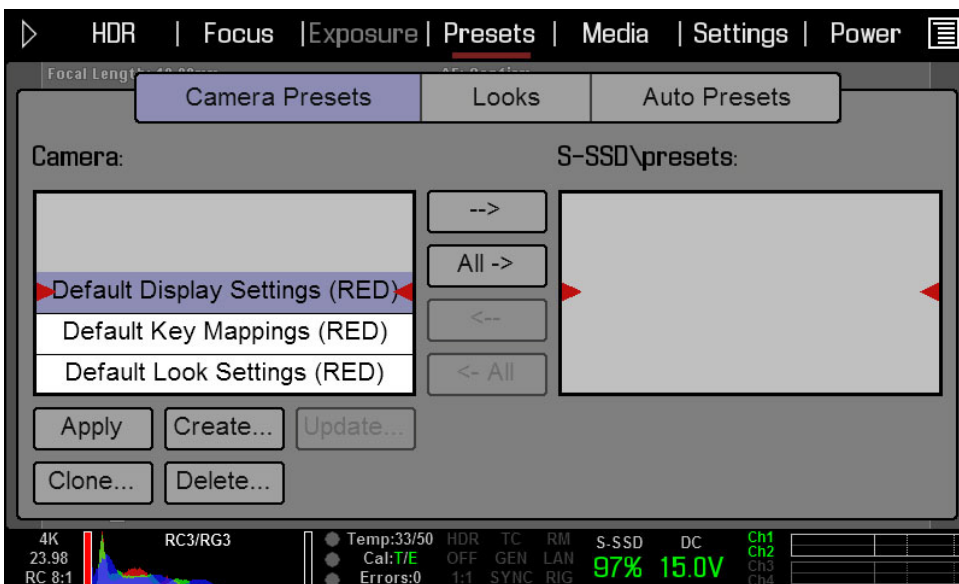 HDR | Focus | Exposure | Presets | Media | Settings | Power
Focal Length:
Camera Presets Looks Auto Presets
Camera: S-SSD\presets:
-->
All ->
Default Display Settings (RED)
Default Key Mappings (RED)
<--
Default Look Settings (RED)
<- All
Apply Create... Update...
Clone... Delete...
4K RC3/RG3 Temp:33/50 HDR TC RM S-SSD DC Ch1
23.98 Cal:T/E OFF GEN LAN 97% 15.0V Ch2
RC 8:1 Errors:0 1:1 SYNC RIG Ch3
Ch4